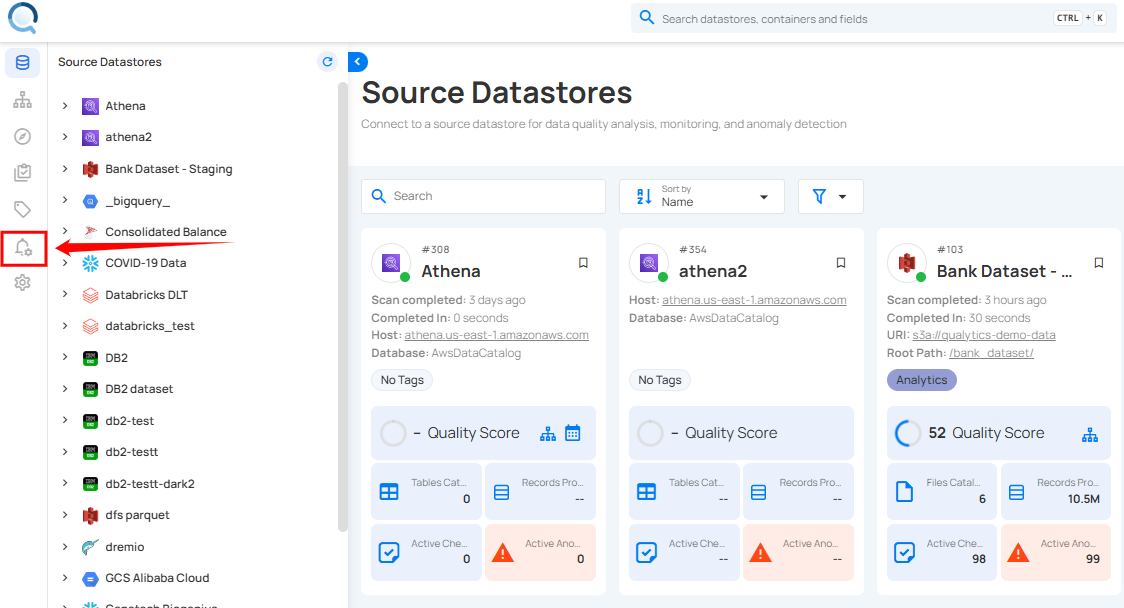 Search datastores, containers and fields
CTRL + K
Source Datastores
Athena
athena2
Bank Dataset - Staging
_bigquery_
Consolidated Balance
COVID-19 Data
Databricks DLT
databricks_test
DB2
DB2 dataset
db2-test
db2-testt
db2-testt-dark2
dfs parquet
dremio
GCS Alibaba Cloud
Source Datastores
Connect to a source datastore for data quality analysis, monitoring, and anomaly detection
Search
Sort by
Name
#308
Athena
Scan completed: 3 days ago
Completed In: 0 seconds
Host: athena.us-east-1.amazonaws.com
Database: AwsDataCatalog
No Tags
– Quality Score
Tables Cat...
0
Records Pro...
--
Active Che...
0
Active Ano...
0
#354
athena2
Host: athena.us-east-1.amazonaws.com
Database: AwsDataCatalog
No Tags
– Quality Score
Tables Cat...
--
Records Pro...
--
Active Che...
--
Active Ano...
--
#103
Bank Dataset - ...
Scan completed: 3 hours ago
Completed In: 30 seconds
URI: s3a://qualytics-demo-data
Root Path: /bank_dataset/
Analytics
52 Quality Score
Files Catal...
6
Records Pro...
10.5M
Active Che...
98
Active Ano...
99